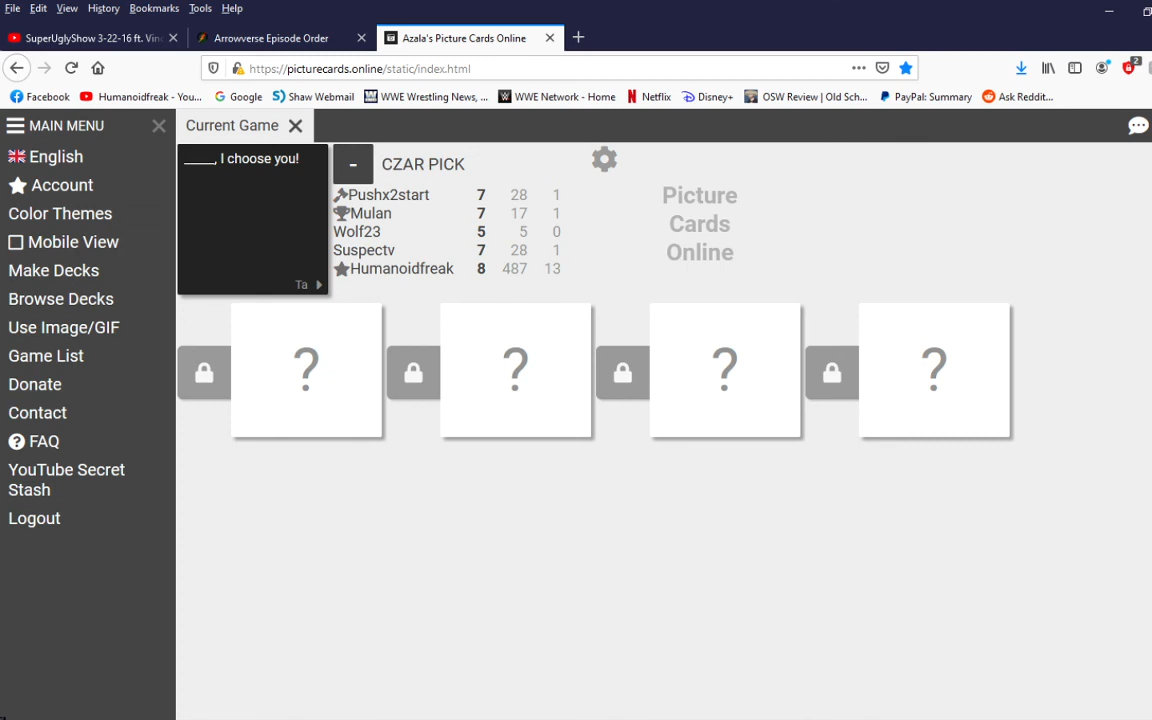 File Edit View History Bookmarks Tools Help
SuperUglyShow 3-22-16 ft. Vinc
Arrowverse Episode Order
Azala's Picture Cards Online
https://picturecards.online/static/index.html
2
Facebook
Humanoidfreak - You...
Google
Shaw Webmail
WWE Wrestling News, ...
WWE Network - Home
Netflix
Disney+
OSW Review | Old Sch...
PayPal: Summary
Ask Reddit...
MAIN MENU
English
Account
Color Themes
Mobile View
Make Decks
Browse Decks
Use Image/GIF
Game List
Donate
Contact
FAQ
YouTube Secret
Stash
Logout
Current Game
_____, I choose you!
Ta
-
CZAR PICK
Pushx2start 7 28 1
Mulan 7 17 1
Wolf23 5 5 0
Suspectv 7 28 1
Humanoidfreak 8 487 13
Picture
Cards
Online
? ? ? ?